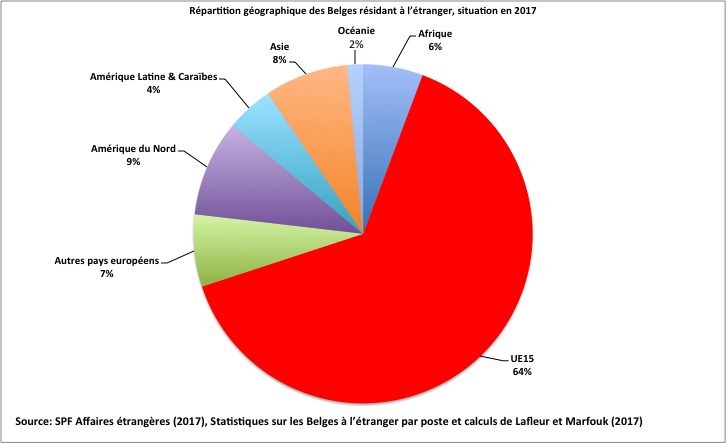 Répartition géographique des Belges résidant à l’étranger, situation en 2017
Océanie
2%
Afrique
6%
Asie
8%
Amérique Latine & Caraïbes
4%
Amérique du Nord
9%
Autres pays européens
7%
UE15
64%
Source: SPF Affaires étrangères (2017), Statistiques sur les Belges à l’étranger par poste et calculs de Lafleur et Marfouk (2017)